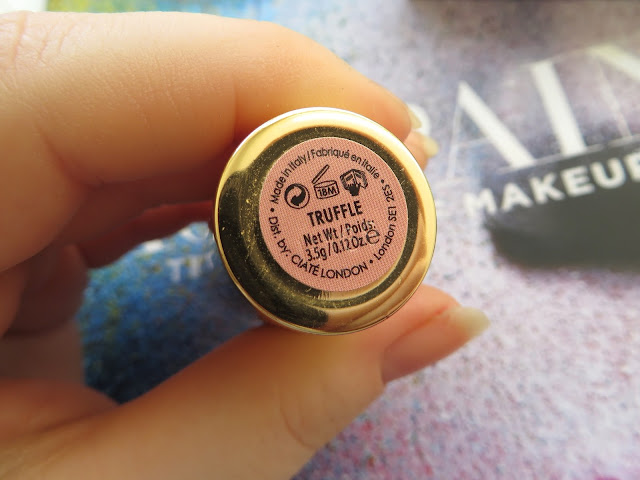 • Made in Italy/Fabriqué en Italie •
18M
TRUFFLE
Net Wt / Poids:
3.5g/0.12Oz e
Dist. by: CIATÉ LONDON • London SE1 2ES
MAKEUP